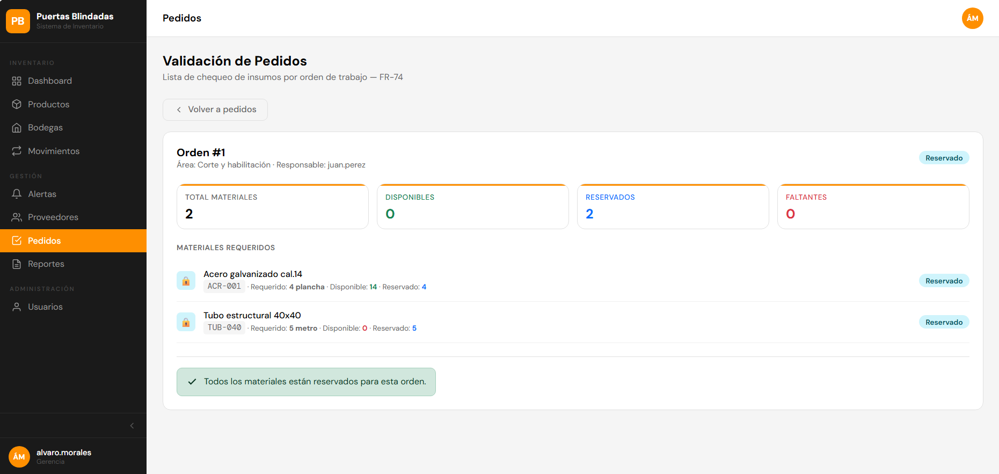 PB
Puertas Blindadas
Sistema de Inventario
INVENTARIO
Dashboard
Productos
Bodegas
Movimientos
GESTIÓN
Alertas
Proveedores
Pedidos
Reportes
ADMINISTRACIÓN
Usuarios
ÁM
alvaro.morales
Gerencia
Pedidos
ÁM
Validación de Pedidos
Lista de chequeo de insumos por orden de trabajo — FR-74
Volver a pedidos
Orden #1
Área: Corte y habilitación · Responsable: juan.perez
Reservado
TOTAL MATERIALES
2
DISPONIBLES
0
RESERVADOS
2
FALTANTES
0
MATERIALES REQUERIDOS
Acero galvanizado cal.14
ACR-001 · Requerido: 4 plancha · Disponible: 14 · Reservado: 4
Reservado
Tubo estructural 40x40
TUB-040 · Requerido: 5 metro · Disponible: 0 · Reservado: 5
Reservado
Todos los materiales están reservados para esta orden.